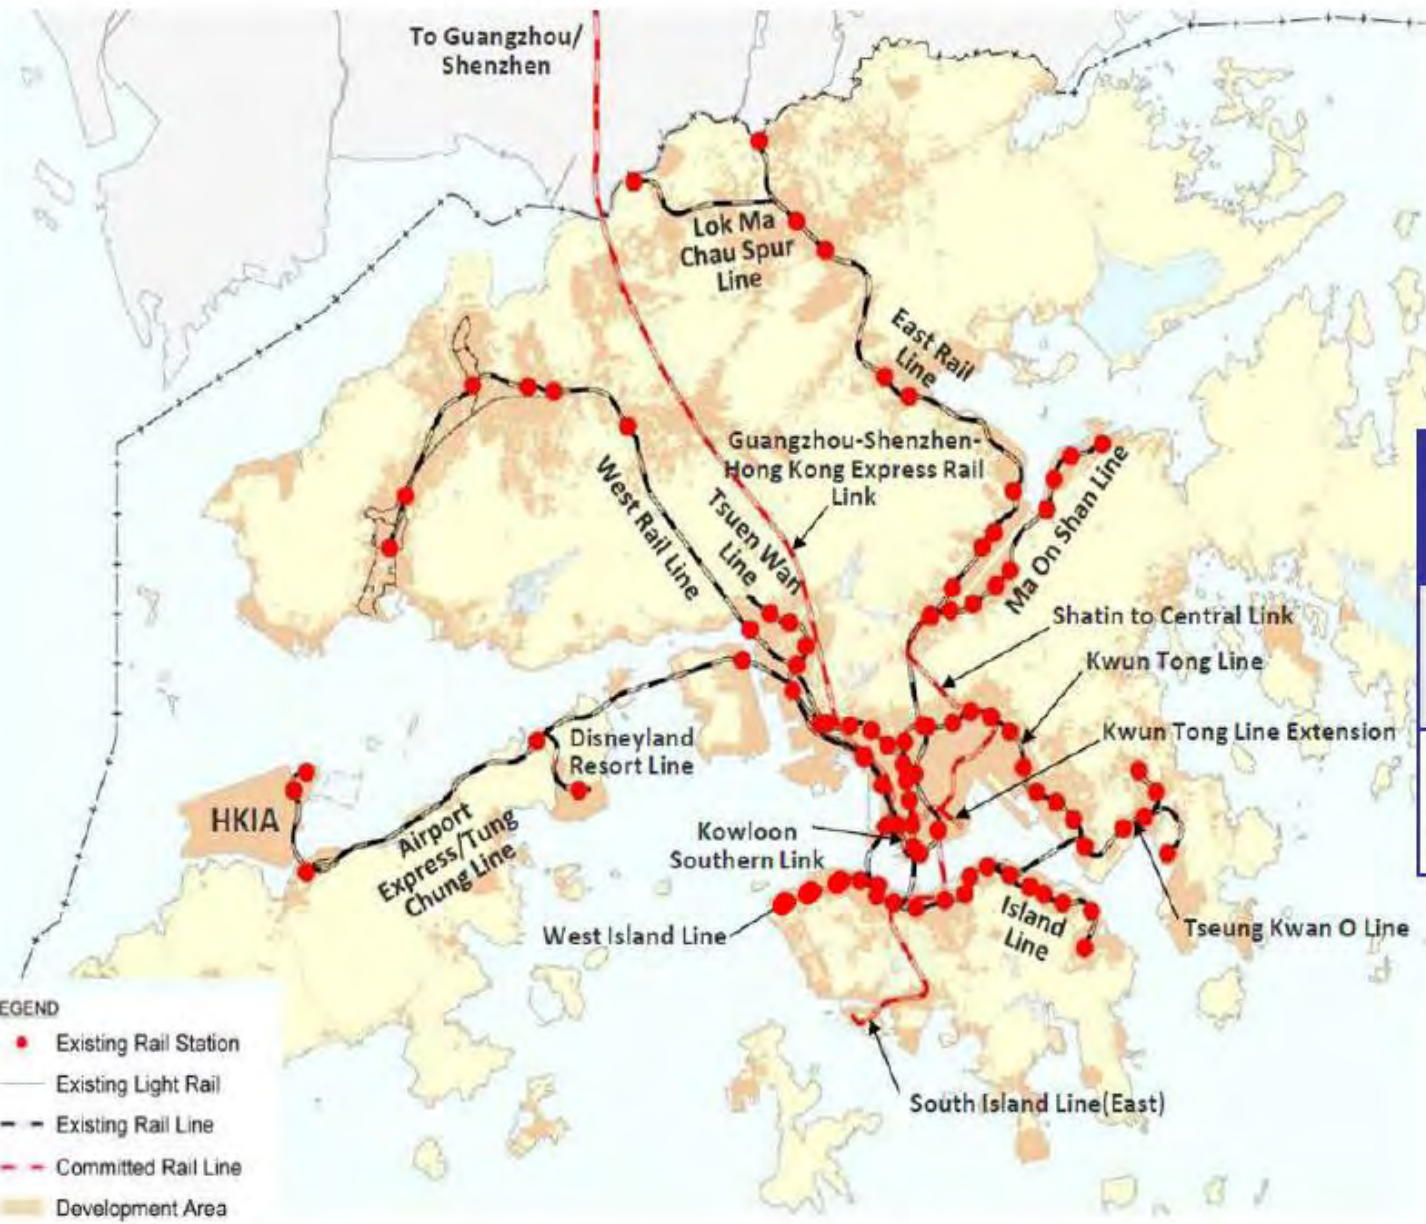 To Guangzhou/
Shenzhen
Lok Ma
Chau Spur
Line
East Rail
Line
Guangzhou-Shenzhen-
Hong Kong Express Rail
Link
West Rail Line
Tsuen Wan
Line
Ma On Shan Line
Shatin to Central Link
Kwun Tong Line
Kwun Tong Line Extension
Disneyland
Resort Line
HKIA
Airport
Express/Tung
Chung Line
Kowloon
Southern Link
West Island Line
Island
Line
Tseung Kwan O Line
South Island Line(East)
EGEND
Existing Rail Station
Existing Light Rail
Existing Rail Line
Committed Rail Line
Development Area